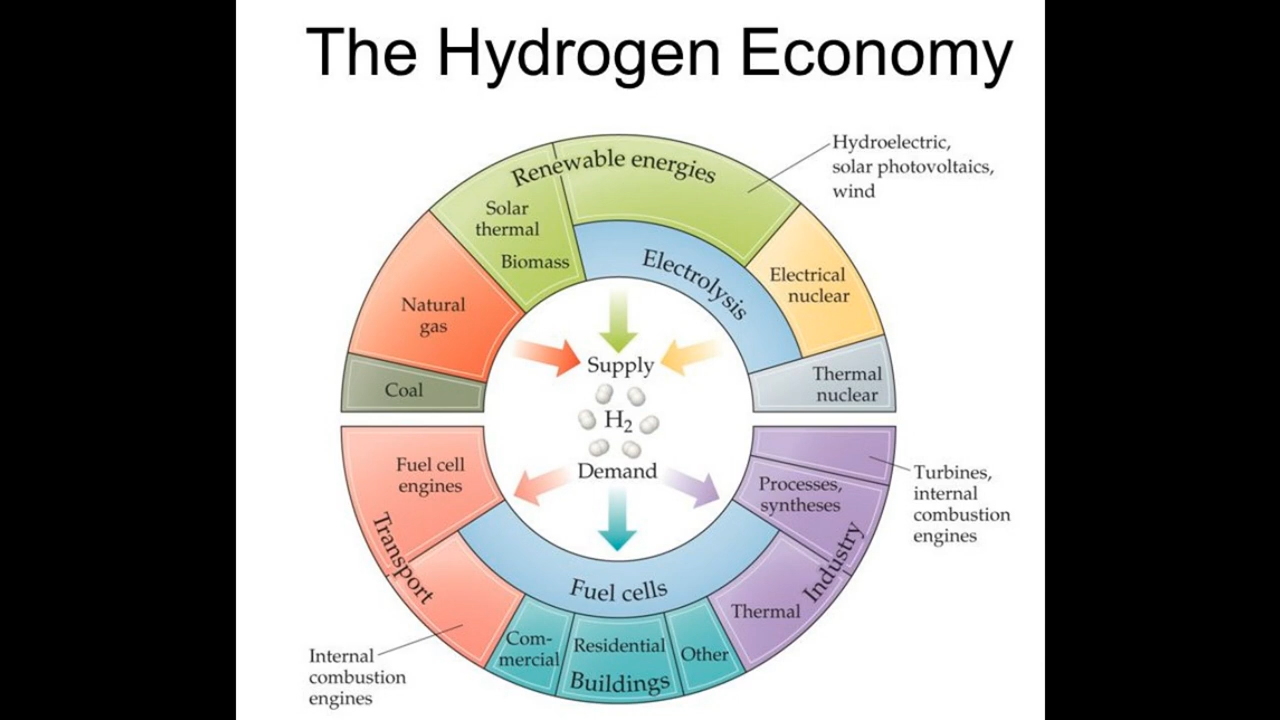 The Hydrogen Economy
Hydroelectric,
solar photovoltaics,
wind
Renewable energies
Solar
thermal
Biomass
Electrolysis
Electrical
nuclear
Natural
gas
Thermal
nuclear
Coal
Supply
H₂
Demand
Fuel cell
engines
Transport
Internal
combustion
engines
Fuel cells
Com-
mercial
Residential
Other
Buildings
Thermal
Industry
Processes,
syntheses
Turbines,
internal
combustion
engines